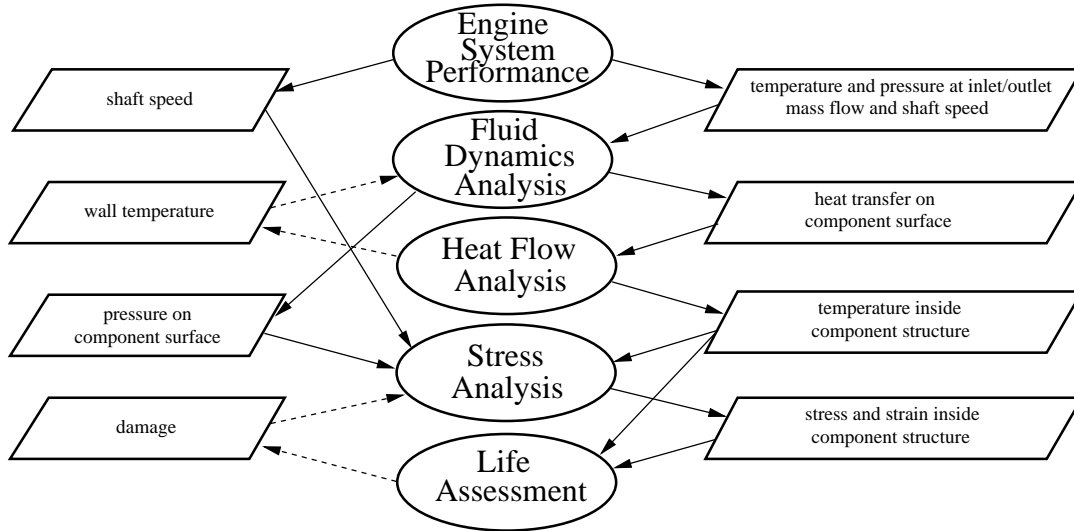 Engine
System
Performance
shaft speed
temperature and pressure at inlet/outlet
mass flow and shaft speed
Fluid
Dynamics
Analysis
wall temperature
heat transfer on
component surface
Heat Flow
Analysis
pressure on
component surface
temperature inside
component structure
Stress
Analysis
damage
stress and strain inside
component structure
Life
Assessment